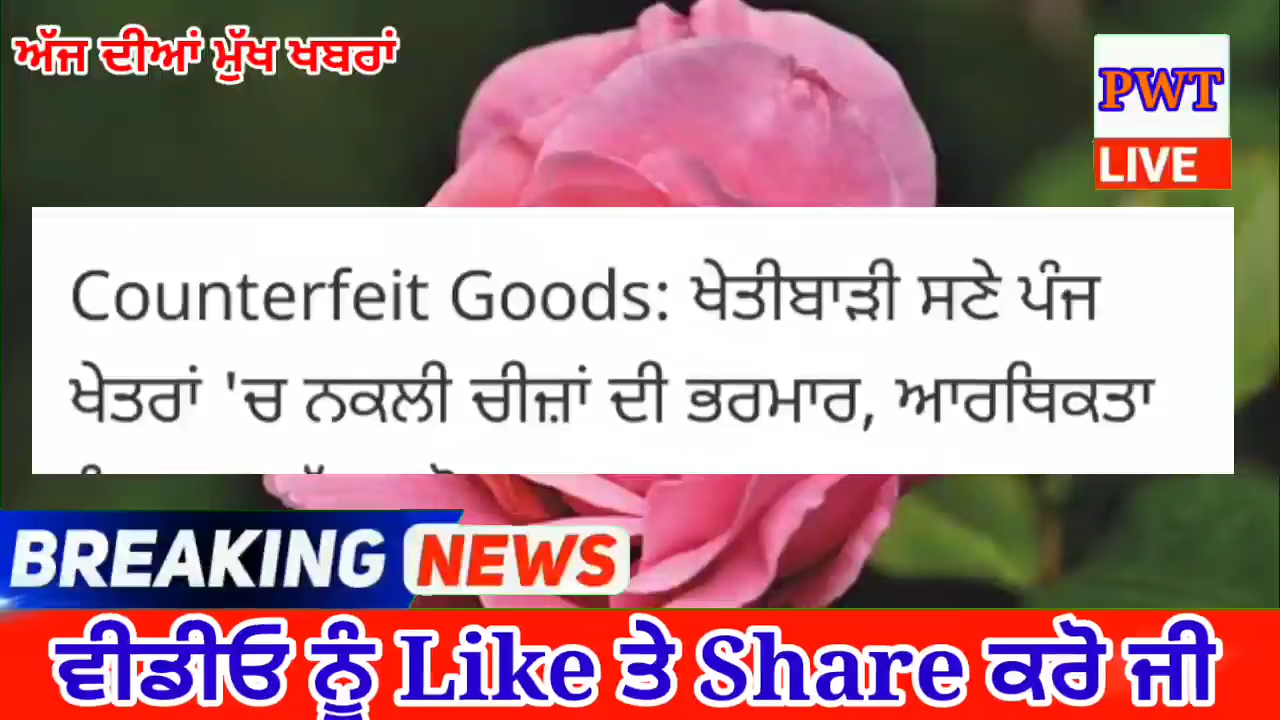 ਅੱਜ ਦੀਆਂ ਮੁੱਖ ਖਬਰਾਂ
PWT
LIVE
Counterfeit Goods: ਖੇਤੀਬਾੜੀ ਸਣੇ ਪੰਜ
ਖੇਤਰਾਂ 'ਚ ਨਕਲੀ ਚੀਜ਼ਾਂ ਦੀ ਭਰਮਾਰ, ਆਰਥਿਕਤਾ
BREAKING NEWS
ਵੀਡੀਓ ਨੂੰ Like ਤੇ Share ਕਰੋ ਜੀ